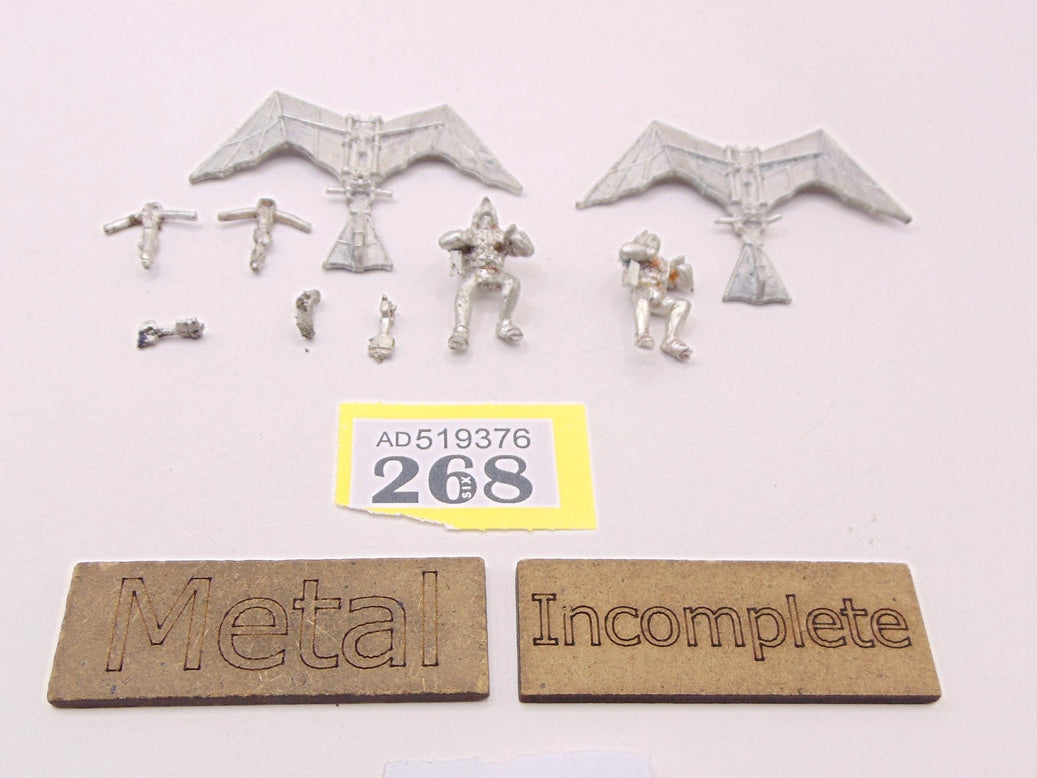 AD519376
268
SIX
Metal
Incomplete